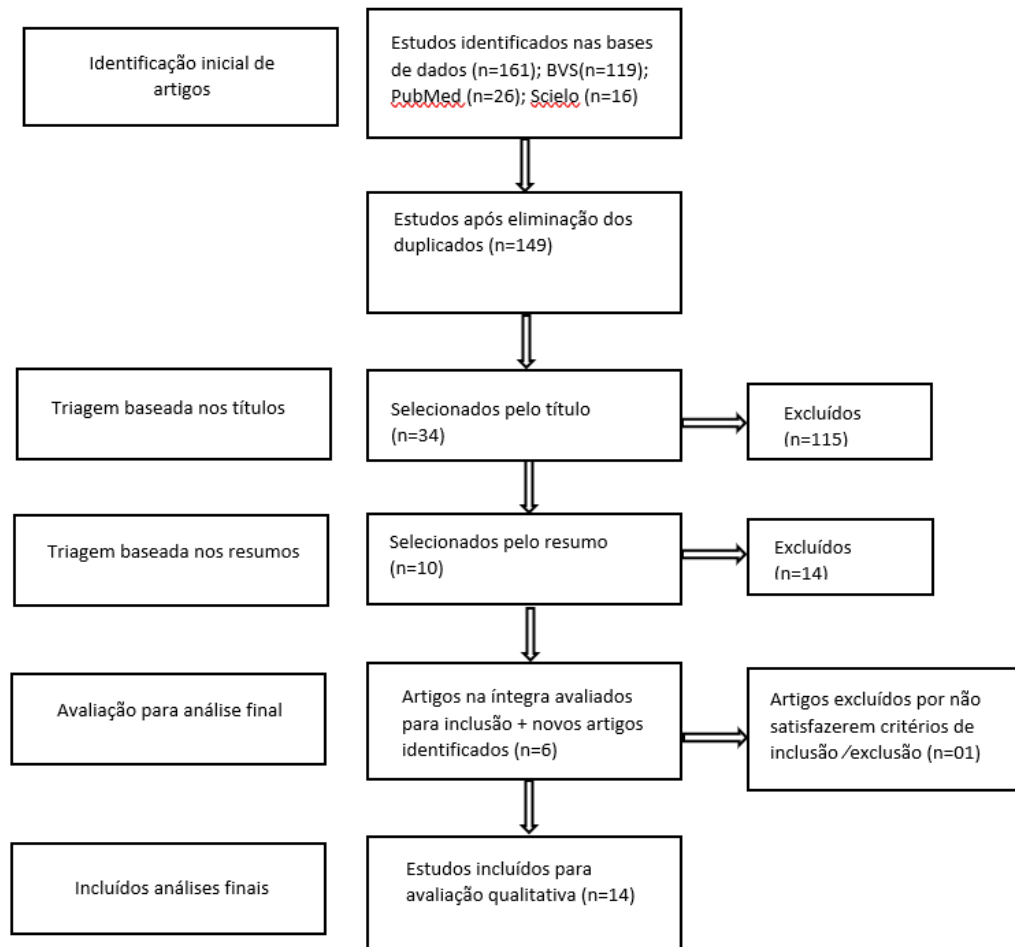 Identificação inicial de
artigos
Estudos identificados nas bases
de dados (n=161); BVS(n=119);
PubMed (n=26); Scielo (n=16)
Estudos após eliminação dos
duplicados (n=149)
Triagem baseada nos títulos
Selecionados pelo título
(n=34)
Excluídos
(n=115)
Triagem baseada nos resumos
Selecionados pelo resumo
(n=10)
Excluídos
(n=14)
Avaliação para análise final
Artigos na íntegra avaliados
para inclusão + novos artigos
identificados (n=6)
Artigos excluídos por não
satisfazerem critérios de
inclusão /exclusão (n=01)
Incluídos análises finais
Estudos incluídos para
avaliação qualitativa (n=14)